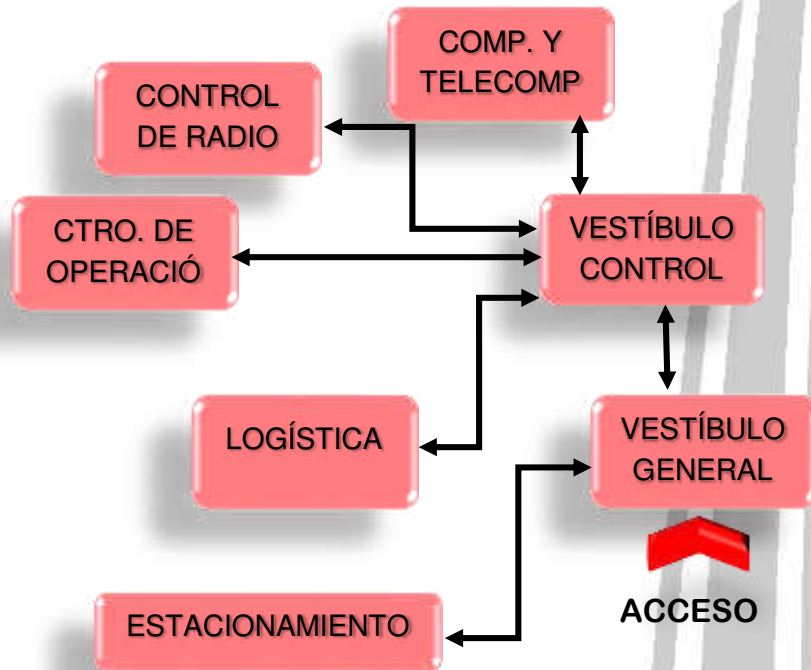 COMP. Y
TELECOMP
CONTROL
DE RADIO
CTRO. DE
OPERACIÓ
VESTÍBULO
CONTROL
LOGÍSTICA
VESTÍBULO
GENERAL
ACCESO
ESTACIONAMIENTO